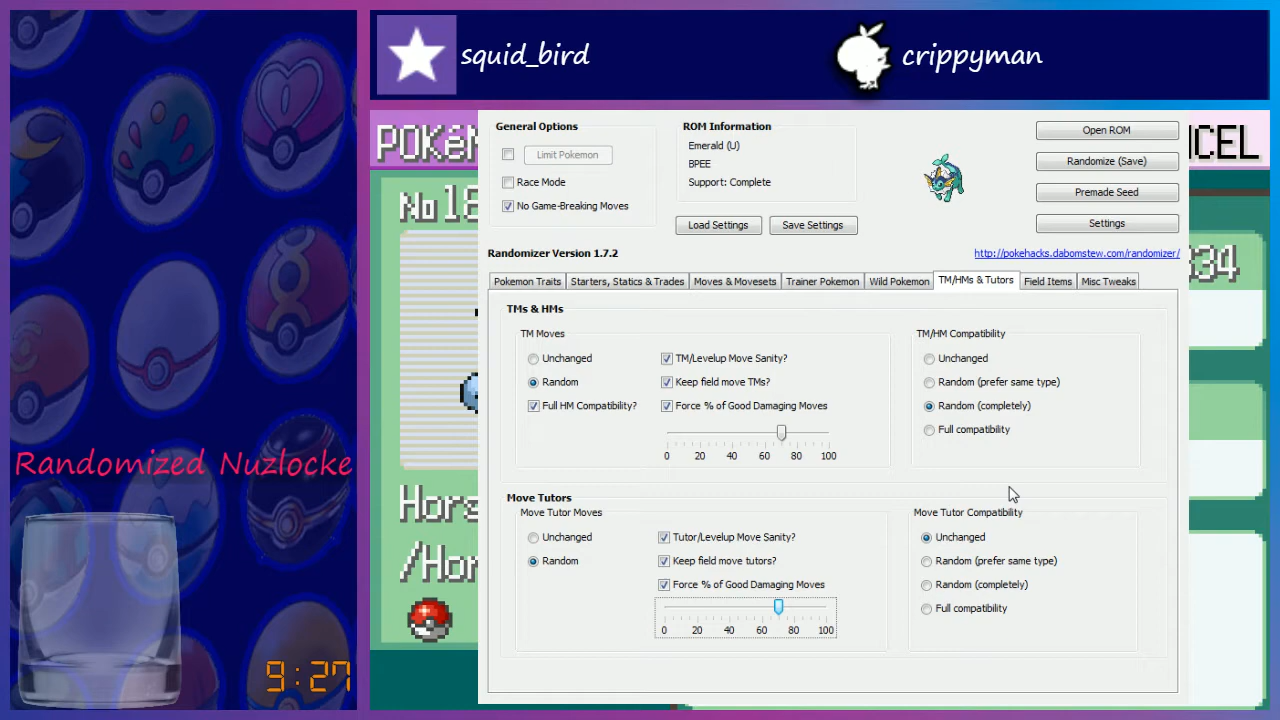 squid_bird
crippyman
POKéM
CEL
General Options
Limit Pokemon
Race Mode
No Game-Breaking Moves
ROM Information
Emerald (U)
BPEE
Support: Complete
Open ROM
Randomize (Save)
Premade Seed
Settings
Load Settings
Save Settings
Randomizer Version 1.7.2
http://pokehacks.dabomstew.com/randomizer/
Pokemon Traits
Starters, Statics & Trades
Moves & Movesets
Trainer Pokemon
Wild Pokemon
TM/HMs & Tutors
Field Items
Misc Tweaks
TMs & HMs
TM Moves
Unchanged
Random
Full HM Compatibility?
TM/Levelup Move Sanity?
Keep field move TMs?
Force % of Good Damaging Moves
0 20 40 60 80 100
TM/HM Compatibility
Unchanged
Random (prefer same type)
Random (completely)
Full compatibility
Move Tutors
Move Tutor Moves
Unchanged
Random
Tutor/Levelup Move Sanity?
Keep field move tutors?
Force % of Good Damaging Moves
0 20 40 60 80 100
Move Tutor Compatibility
Unchanged
Random (prefer same type)
Random (completely)
Full compatibility
No18
34
Hors
/Hor
Randomized Nuzlocke
9:27